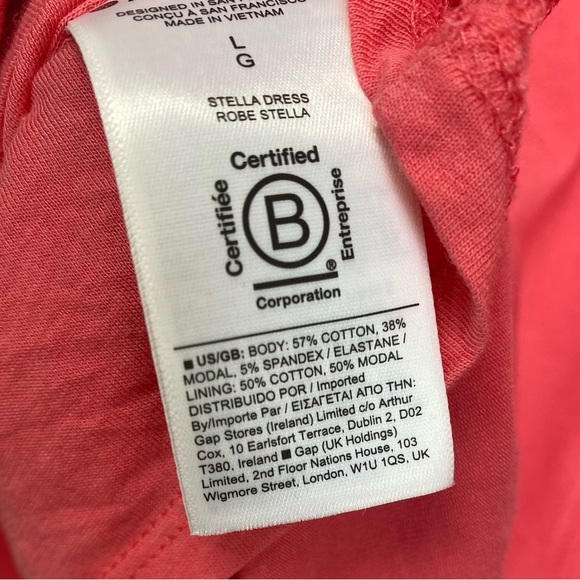 DESIGNED IN SAN
CONÇU À SAN FRANCISCO
MADE IN VIETNAM
L
G
STELLA DRESS
ROBE STELLA
Certified
Certifiée
B
Entreprise
®
Corporation
■ US/GB: BODY: 57% COTTON, 38%
MODAL, 5% SPANDEX / ELASTANE /
LINING: 50% COTTON, 50% MODAL
DISTRIBUIDO POR / Imported
By/Importe Par / ΕΙΣΑΓΕΤΑΙ ΑΠΟ ΤΗΝ:
Gap Stores (Ireland) Limited c/o Arthur
Cox, 10 Earlsfort Terrace, Dublin 2, D02
T380, Ireland ■ Gap (UK Holdings)
Limited, 2nd Floor Nations House, 103
Wigmore Street, London, W1U 1QS, UK